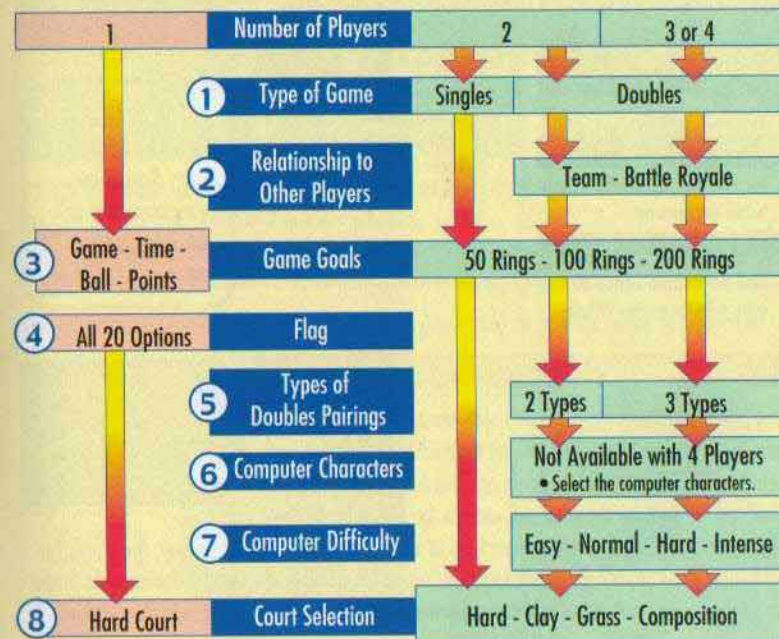 1 Number of Players 2 3 or 4
1 Type of Game Singles Doubles
2 Relationship to
Other Players
Team - Battle Royale
3 Game - Time -
Ball - Points
Game Goals 50 Rings - 100 Rings - 200 Rings
4 All 20 Options Flag
5 Types of
Doubles Pairings
2 Types 3 Types
6 Computer Characters
Not Available with 4 Players
• Select the computer characters.
7 Computer Difficulty Easy - Normal - Hard - Intense
8 Hard Court Court Selection Hard - Clay - Grass - Composition